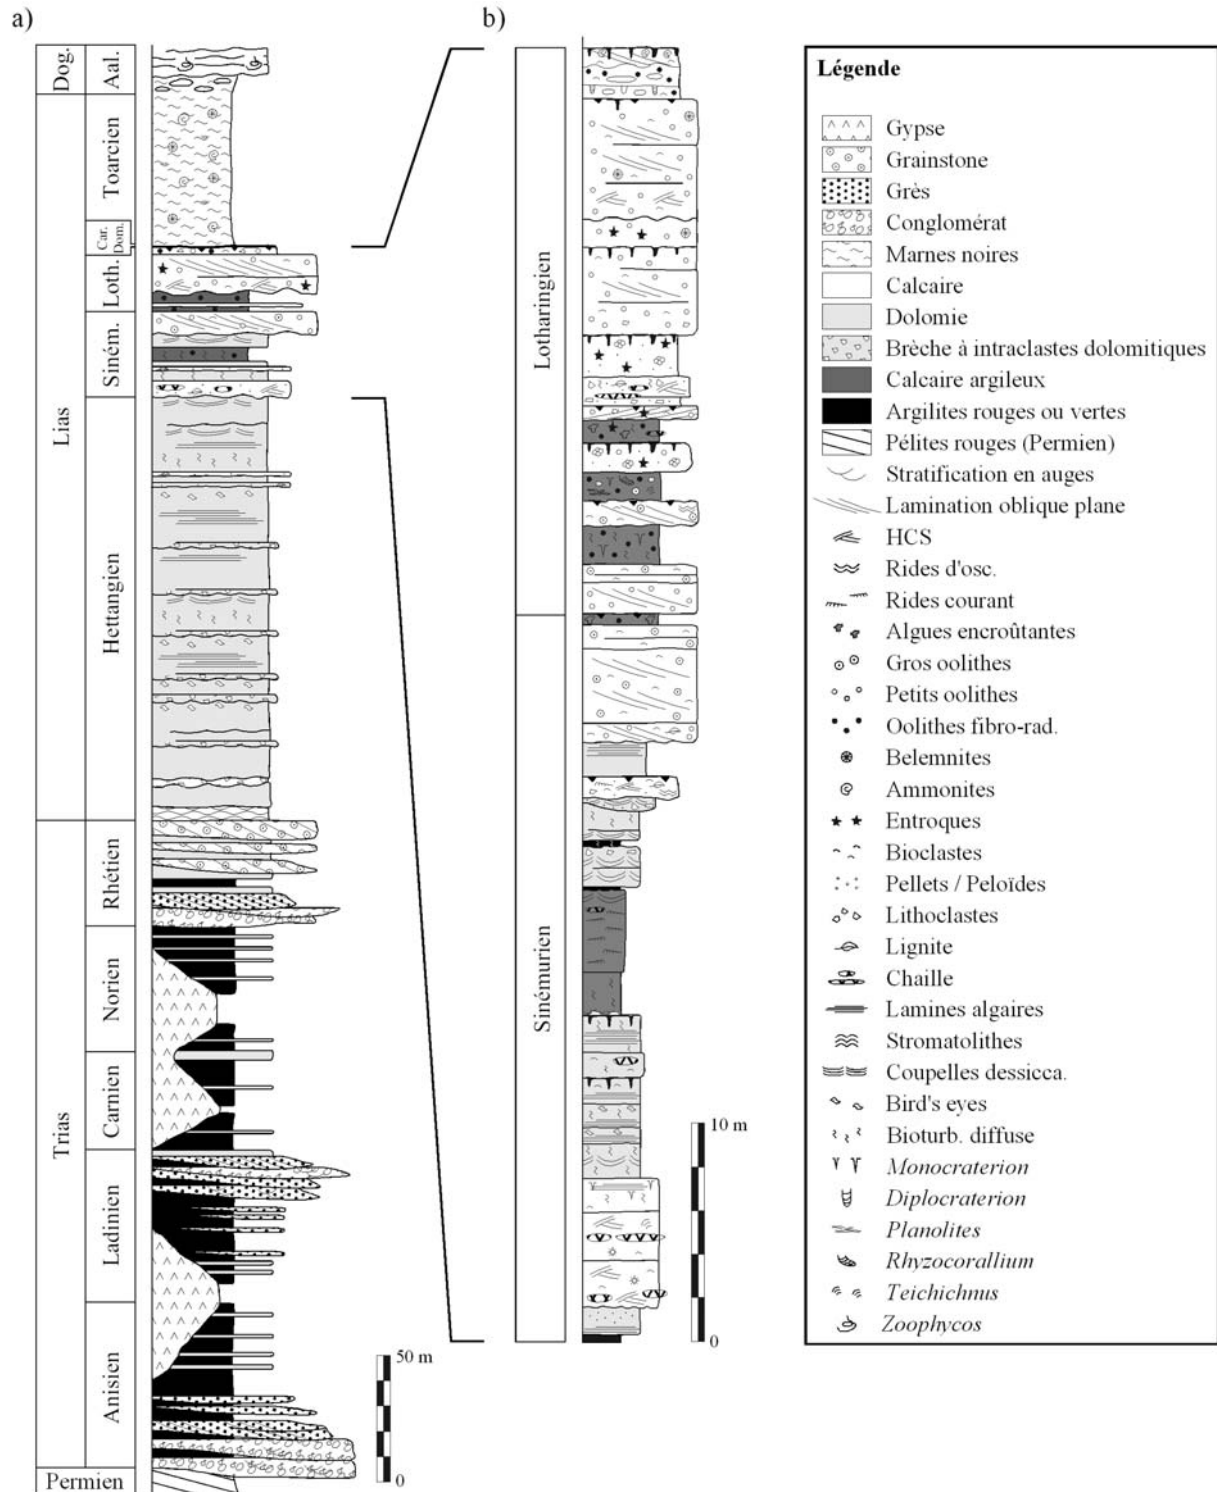 a)
Dog.
Aal.
Lias
Toarcien
Car.
Dom.
Loth.
Siném.
Hettangien
Trias
Rhétien
Norien
Carnien
Ladinien
Anisien
Permien
50 m
0
b)
Lotharingien
Sinémurien
10 m
0
Légende
Gypse
Grainstone
Grès
Conglomérat
Marnes noires
Calcaire
Dolomie
Brèche à intraclastes dolomitiques
Calcaire argileux
Argilites rouges ou vertes
Pélites rouges (Permien)
Stratification en auges
Lamination oblique plane
HCS
Rides d'osc.
Rides courant
Algues encroûtantes
Gros oolithes
Petits oolithes
Oolithes fibro-rad.
Belemnites
Ammonites
Entroques
Bioclastes
Pellets / Peloïdes
Lithoclastes
Lignite
Chaille
Lamines algaires
Stromatolithes
Coupelles dessicca.
Bird's eyes
Bioturb. diffuse
Monocraterion
Diplocraterion
Planolites
Rhyzocorallium
Teichichnus
Zoophycos